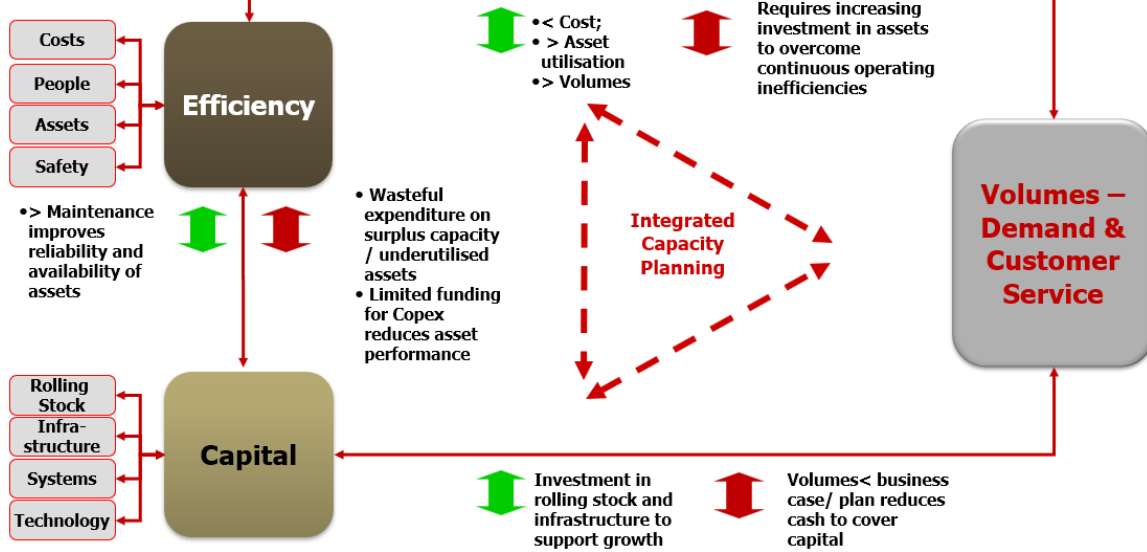 Costs
People
Assets
Safety
Efficiency
•< Cost;
• > Asset
utilisation
•> Volumes
Requires increasing
investment in assets
to overcome
continuous operating
inefficiencies
•> Maintenance
improves
reliability and
availability of
assets
• Wasteful
expenditure on
surplus capacity
/ underutilised
assets
• Limited funding
for Copex
reduces asset
performance
Integrated
Capacity
Planning
Volumes –
Demand &
Customer
Service
Rolling
Stock
Infra-
structure
Systems
Technology
Capital
Investment in
rolling stock and
infrastructure to
support growth
Volumes< business
case/ plan reduces
cash to cover
capital